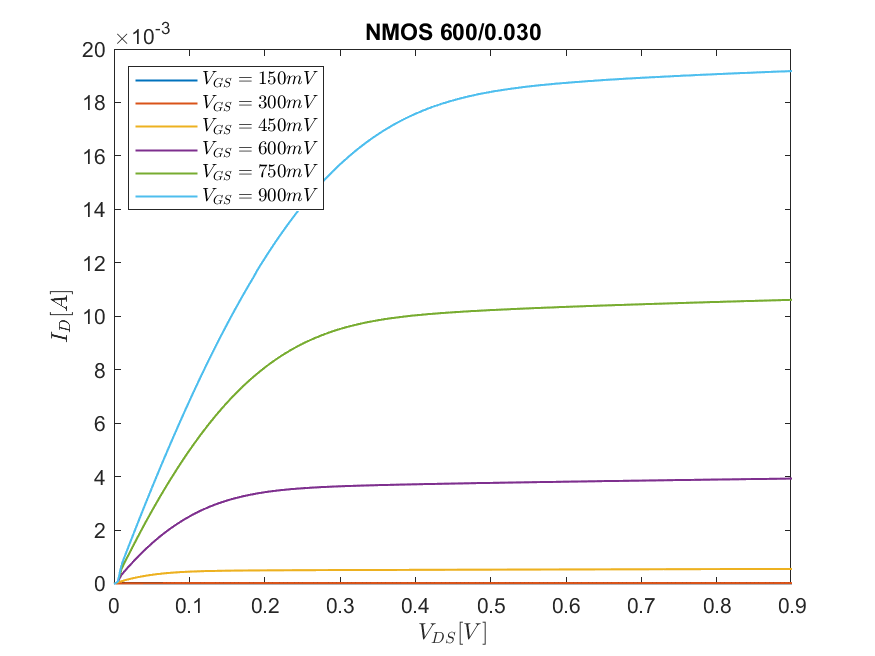 NMOS 600/0.030
×10-3
20
18
16
14
12
10
8
6
4
2
0
I_D[A]
V_GS = 150mV
V_GS = 300mV
V_GS = 450mV
V_GS = 600mV
V_GS = 750mV
V_GS = 900mV
0 0.1 0.2 0.3 0.4 0.5 0.6 0.7 0.8 0.9
V_DS[V]